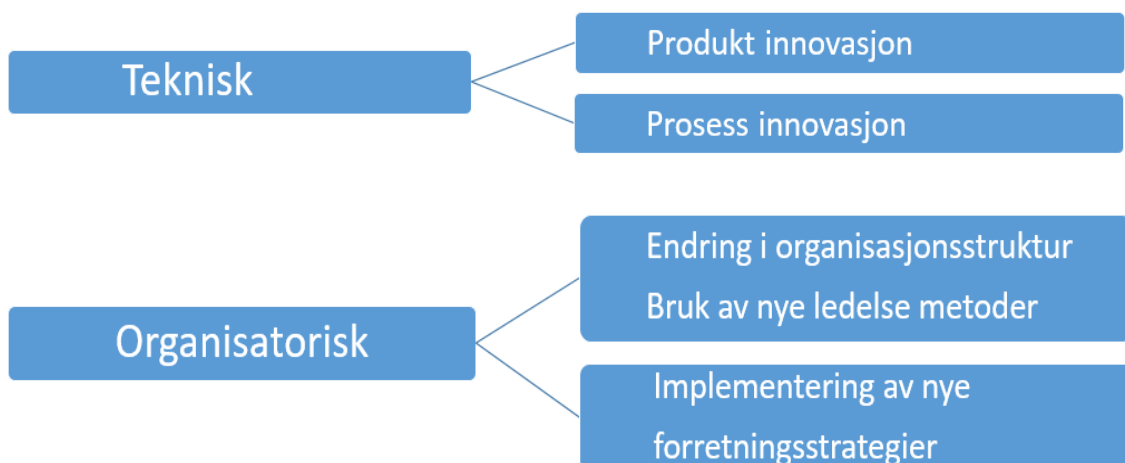 Teknisk
Produkt innovasjon
Prosess innovasjon
Organisatorisk
Endring i organisasjonsstruktur
Bruk av nye ledelse metoder
Implementering av nye
forretningsstrategier